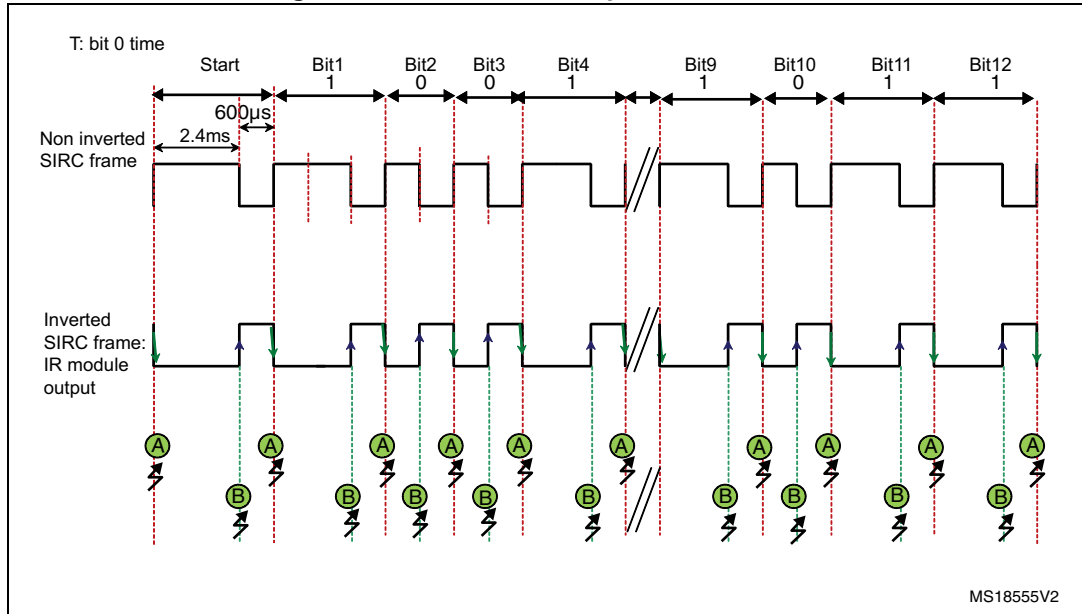 T: bit 0 time
Start Bit1 Bit2 Bit3 Bit4 Bit9 Bit10 Bit11 Bit12
1 0 0 1 1 0 1 1
600µs
2.4ms
Non inverted
SIRC frame
Inverted
SIRC frame:
IR module
output
A A A A A A A A A A
B B B B B B B B B
MS18555V2